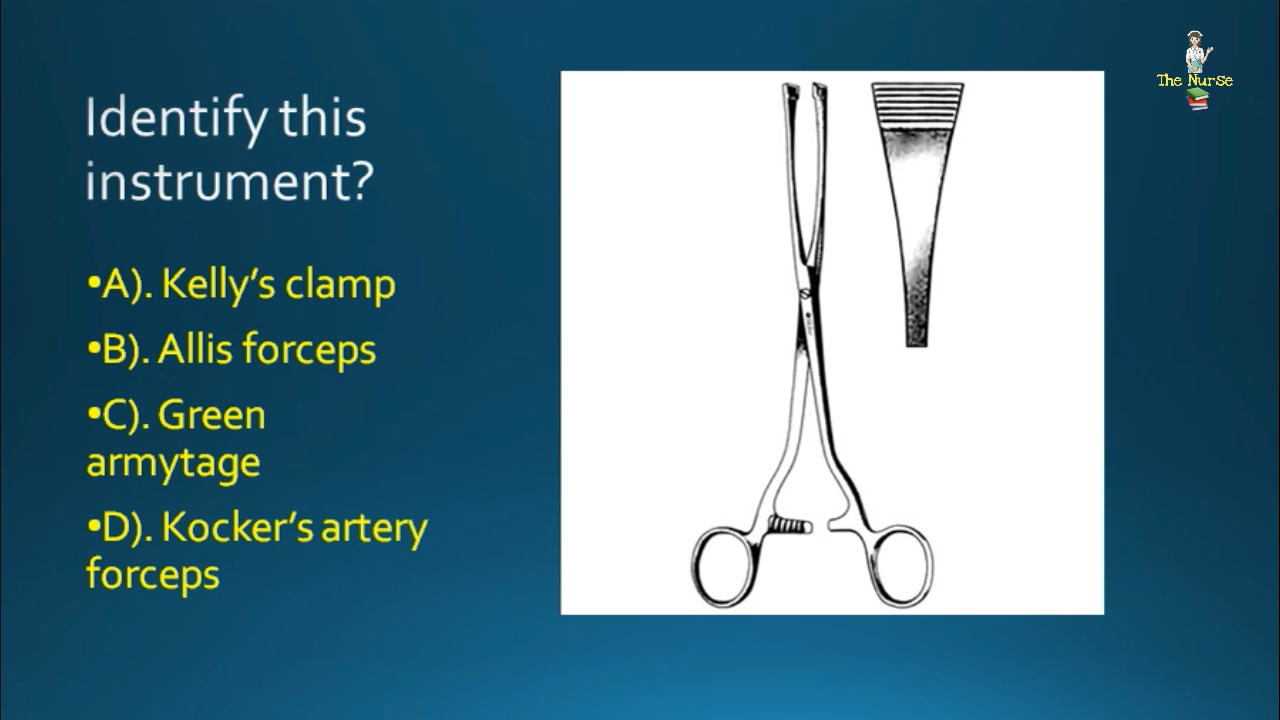 The Nurse
Identify this
instrument?
•A). Kelly’s clamp
•B). Allis forceps
•C). Green
armytage
•D). Kocker’s artery
forceps